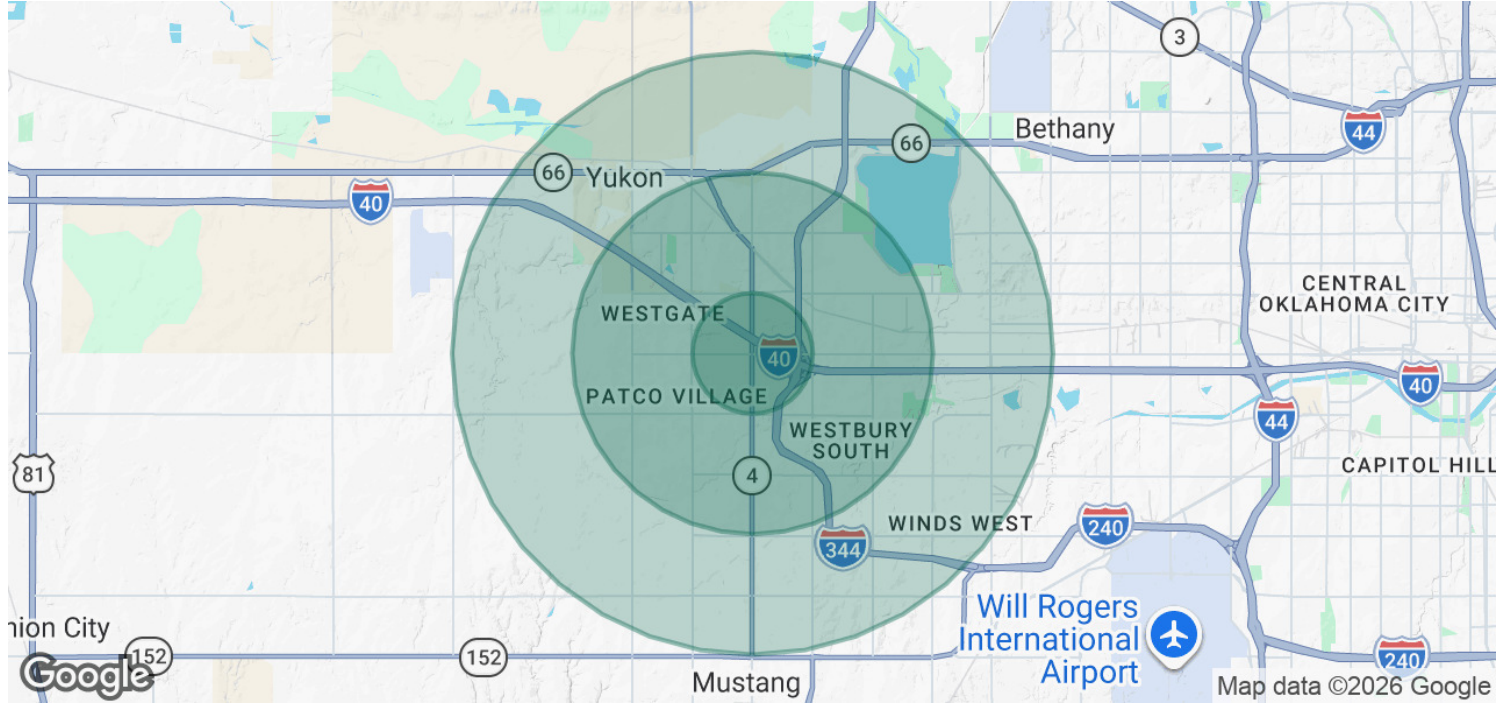 3
44
Bethany
66
66
Yukon
40
CENTRAL
OKLAHOMA CITY
WESTGATE
40
40
PATCO VILLAGE
44
WESTBURY
SOUTH
CAPITOL HILL
81
4
WINDS WEST
240
344
Will Rogers
International
Airport
nion City
152
152
240
Mustang
Google
Map data ©2026 Google